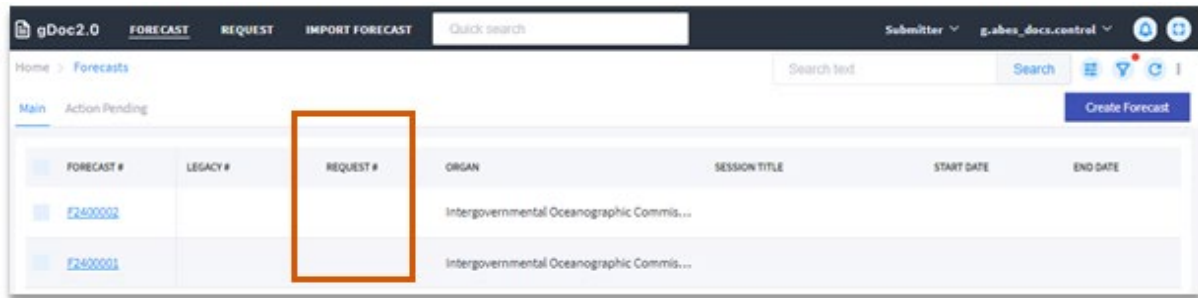 gDoc2.0 FORECAST REQUEST IMPORT FORECAST Quick search Submitter g.abes_docs.control
Home > Forecasts Search text Search
Main Action Pending Create Forecast
FORECAST # LEGACY # REQUEST # ORGAN SESSION TITLE START DATE END DATE
F2400002 Intergovernmental Oceanographic Commis...
F2400001 Intergovernmental Oceanographic Commis...